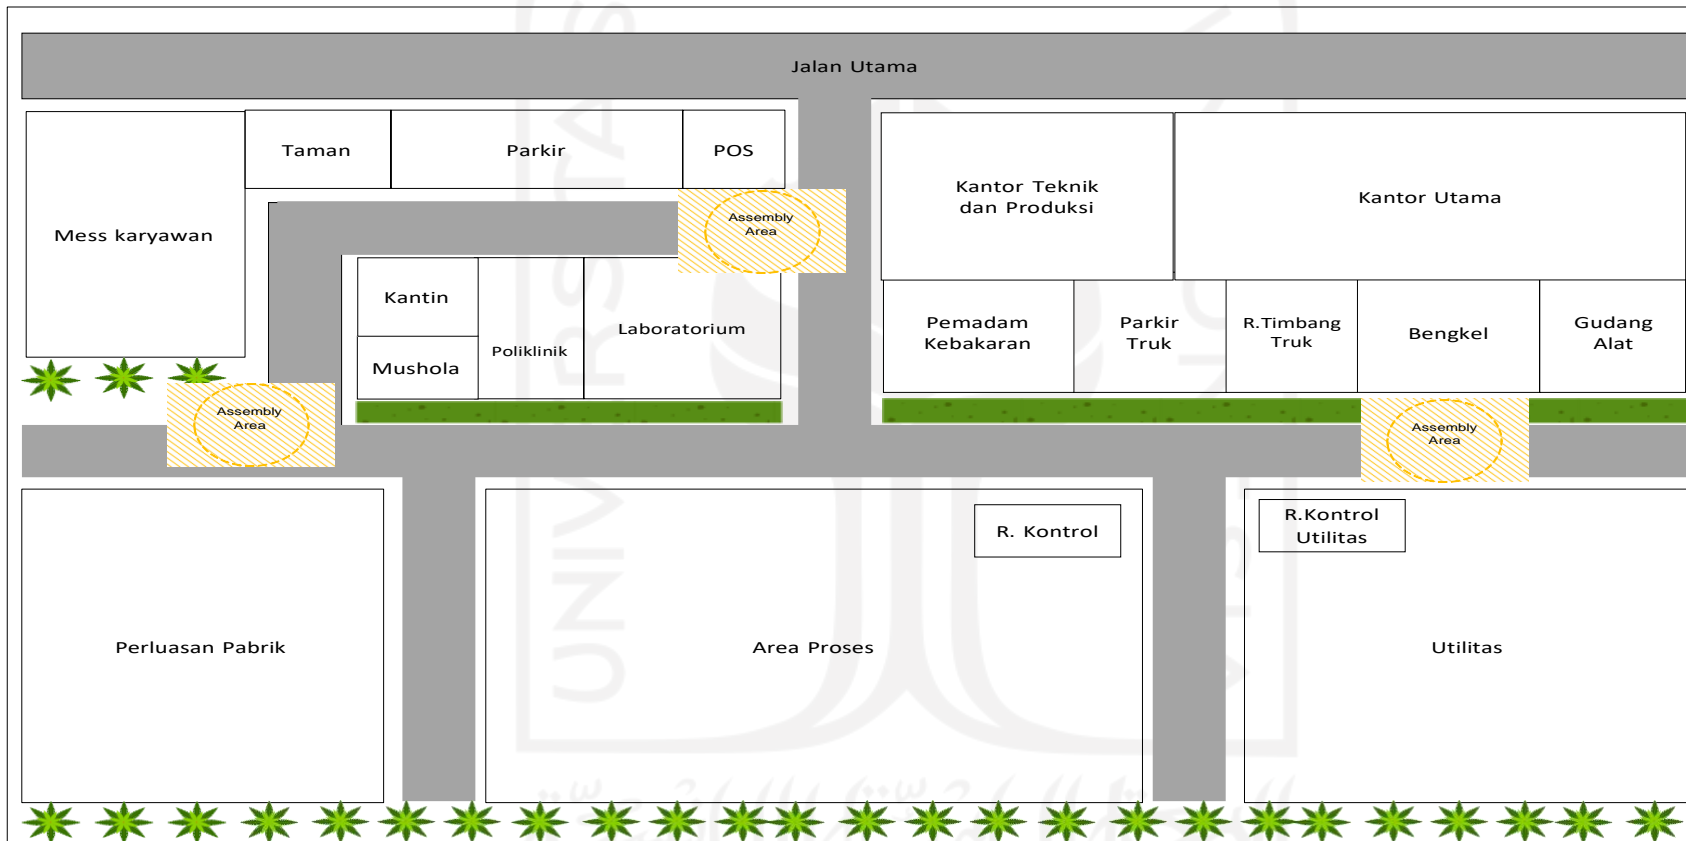 Jalan Utama
Taman
Parkir
POS
Mess karyawan
Assembly
Area
Kantor Teknik
dan Produksi
Kantor Utama
Kantin
Mushola
Poliklinik
Laboratorium
Pemadam
Kebakaran
Parkir
Truk
R.Timbang
Truk
Bengkel
Gudang
Alat
Assembly
Area
Assembly
Area
Perluasan Pabrik
Area Proses
R. Kontrol
R.Kontrol
Utilitas
Utilitas